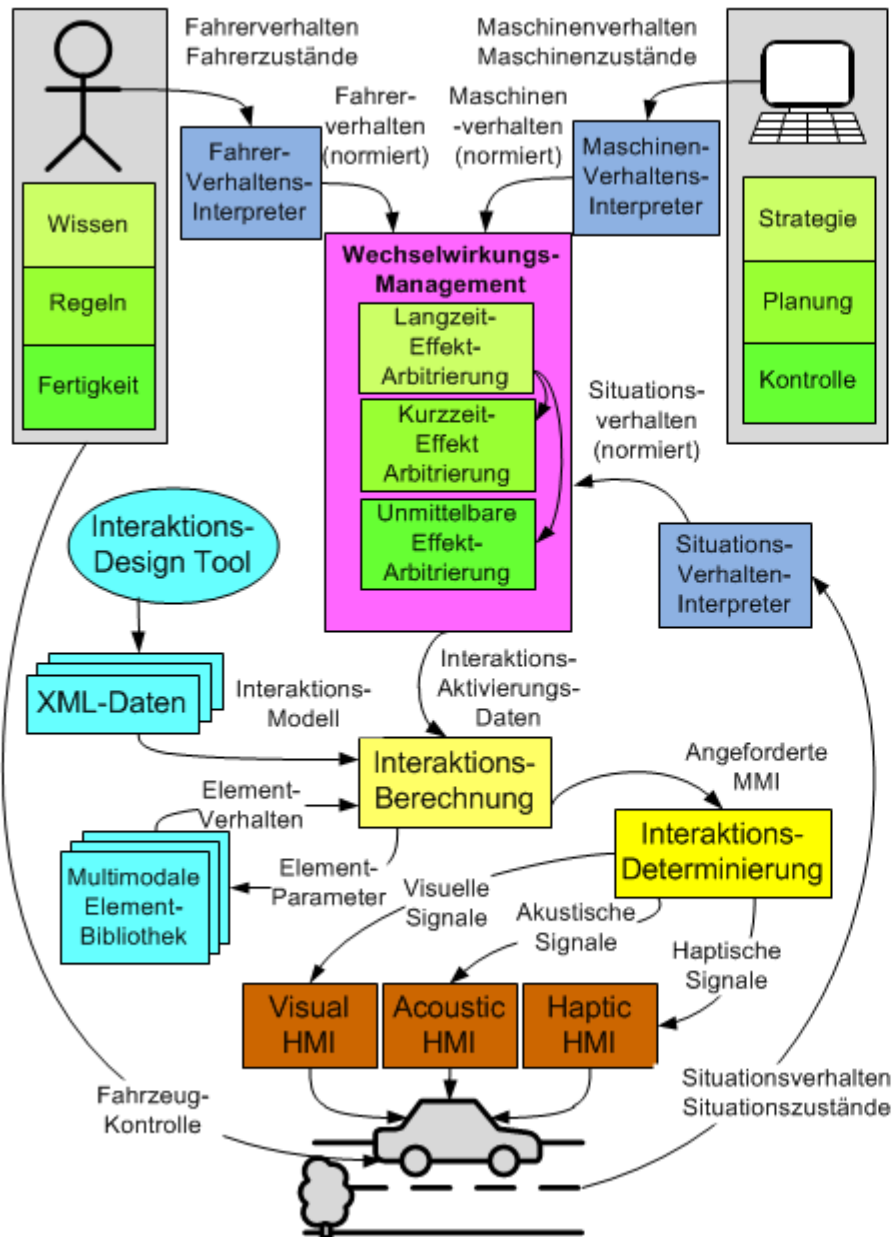 Fahrerverhalten
Fahrerzustände
Maschinenverhalten
Maschinenzustände
Fahrer-
verhalten
(normiert)
Maschinen
-verhalten
(normiert)
Fahrer-
Verhaltens-
Interpreter
Maschinen-
Verhaltens-
Interpreter
Wissen
Regeln
Fertigkeit
Strategie
Planung
Kontrolle
Wechselwirkungs-
Management
Langzeit-
Effekt-
Arbitrierung
Kurzzeit-
Effekt
Arbitrierung
Unmittelbare
Effekt-
Arbitrierung
Situations-
verhalten
(normiert)
Situations-
Verhalten-
Interpreter
Interaktions-
Design Tool
XML-Daten
Interaktions-
Modell
Interaktions-
Aktivierungs-
Daten
Interaktions-
Berechnung
Angeforderte
MMI
Interaktions-
Determinierung
Element-
Verhalten
Element-
Parameter
Multimodale
Element-
Bibliothek
Visuelle
Signale
Akustische
Signale
Haptische
Signale
Visual
HMI
Acoustic
HMI
Haptic
HMI
Fahrzeug-
Kontrolle
Situationsverhalten
Situationszustände